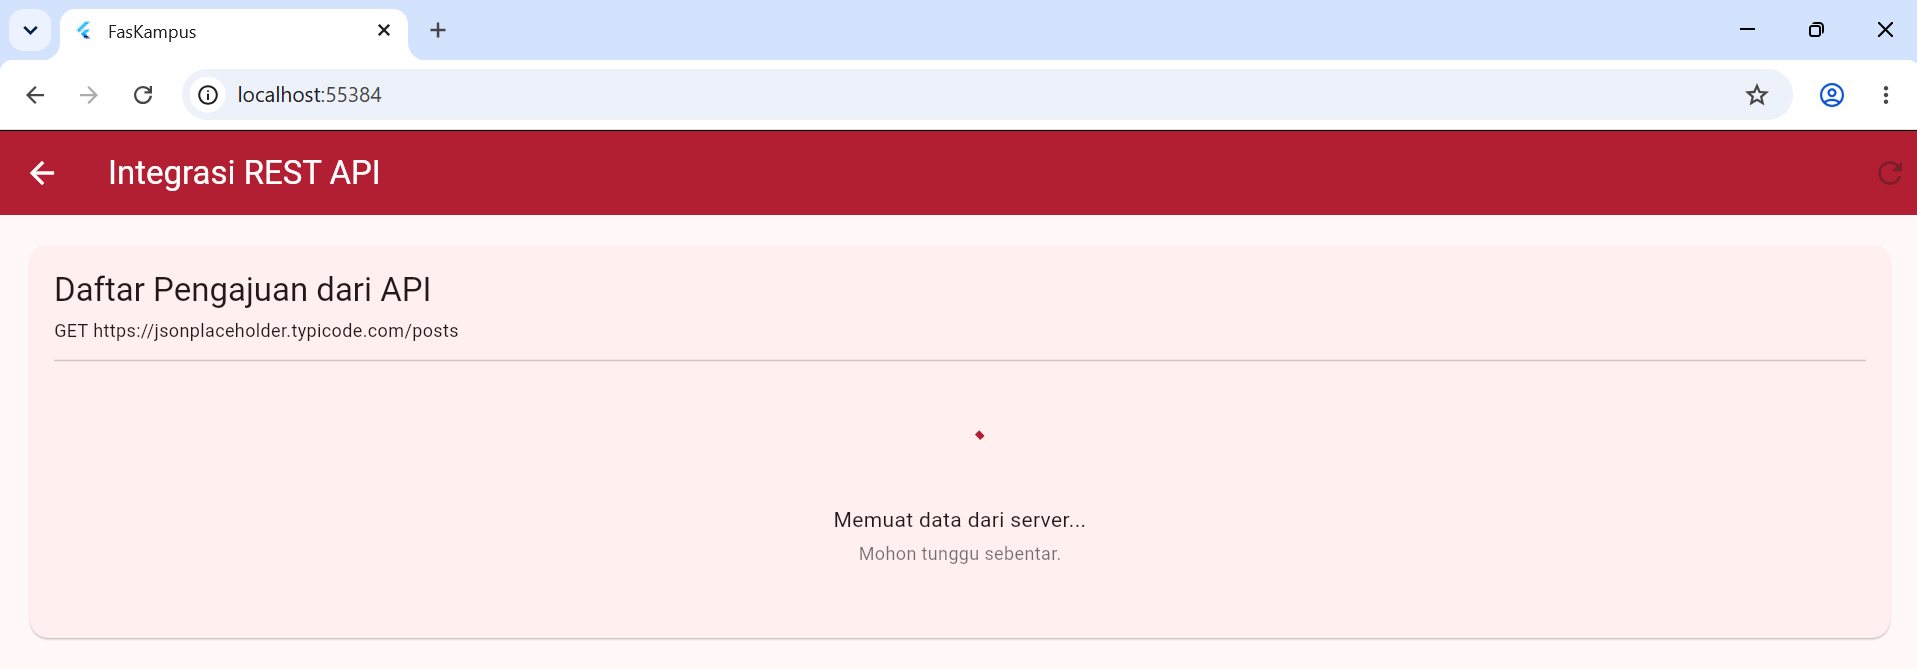 FasKampus
localhost:55384
Integrasi REST API
Daftar Pengajuan dari API
GET https://jsonplaceholder.typicode.com/posts
Memuat data dari server...
Mohon tunggu sebentar.